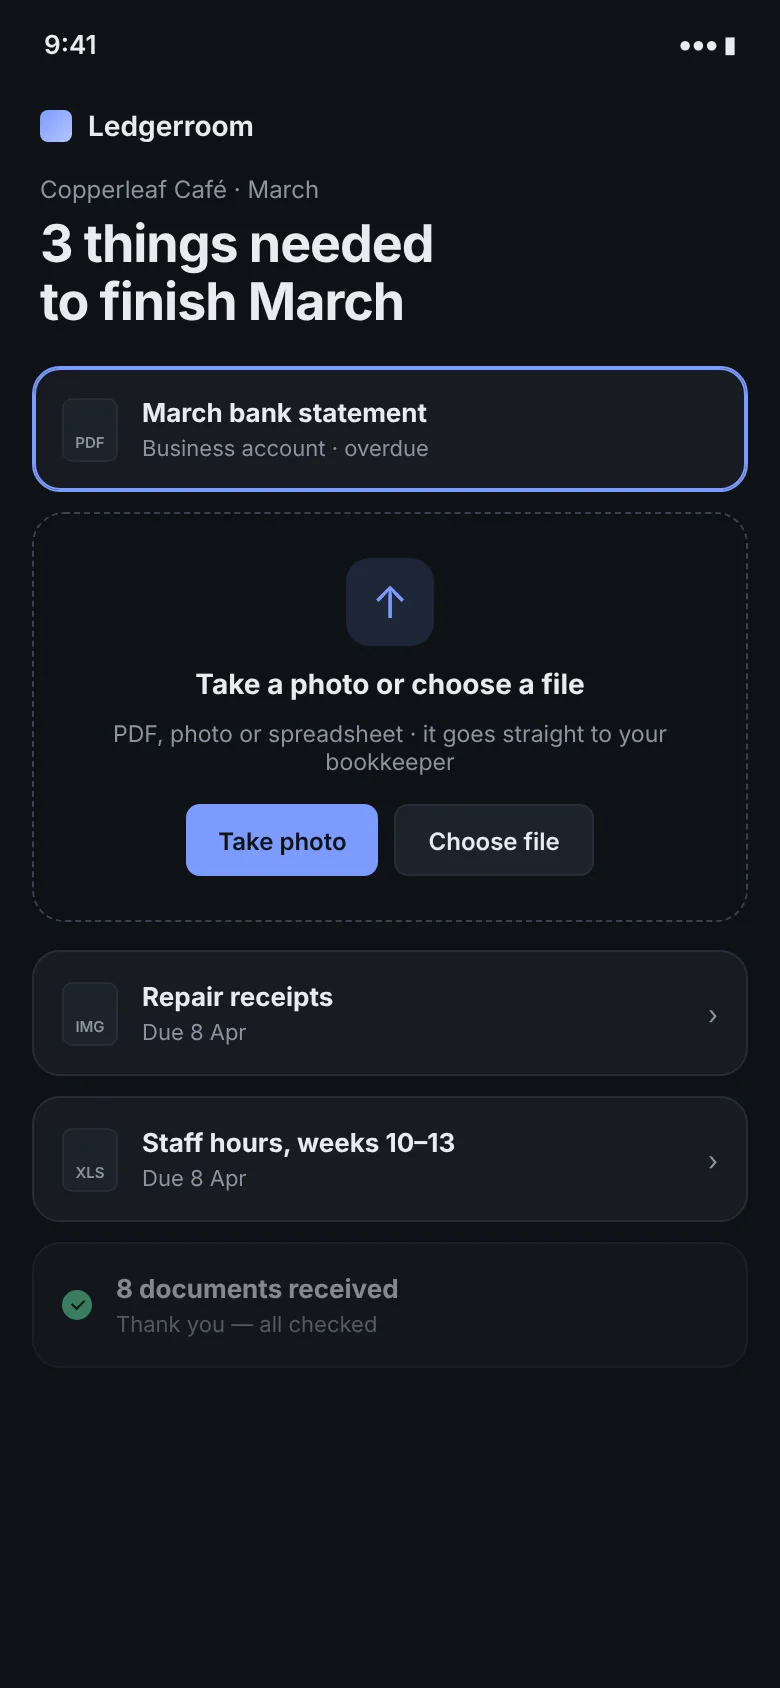 9:41
Ledgerroom
Copperleaf Café · March
3 things needed
to finish March
PDF
March bank statement
Business account · overdue
Take a photo or choose a file
PDF, photo or spreadsheet · it goes straight to your
bookkeeper
Take photo
Choose file
IMG
Repair receipts
Due 8 Apr
XLS
Staff hours, weeks 10–13
Due 8 Apr
8 documents received
Thank you — all checked